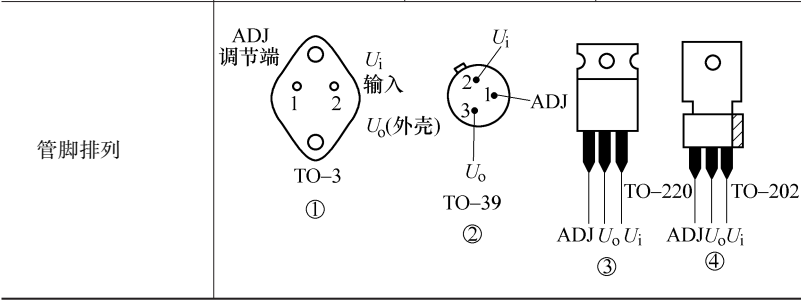 管脚排列
ADJ
调节端
Ui
输入
1
2
Uo(外壳)
TO–3
①
Ui
2
1
ADJ
3
Uo
TO–39
②
TO–220
ADJ Uo Ui
③
TO–202
ADJ Uo Ui
④